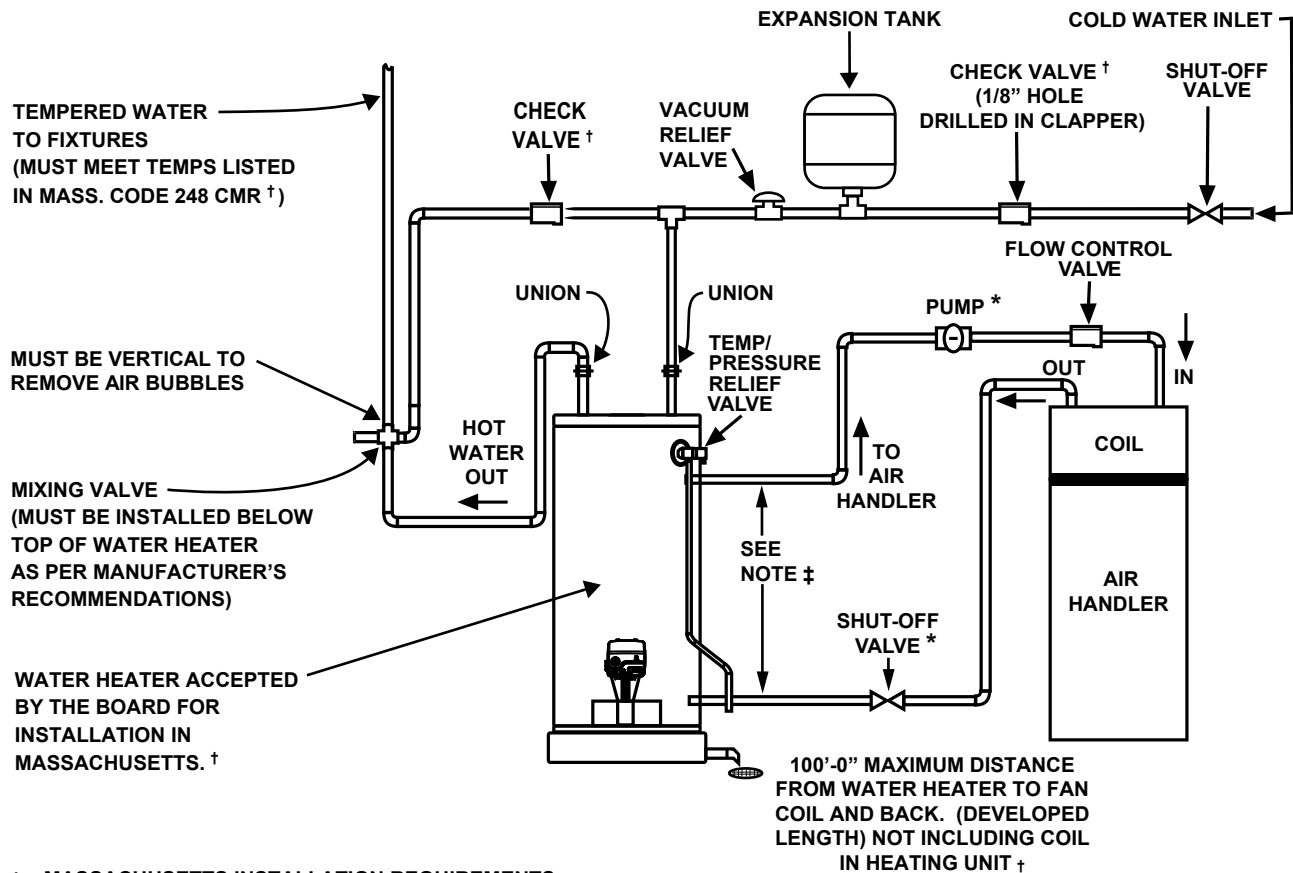 EXPANSION TANK
COLD WATER INLET
TEMPERED WATER
TO FIXTURES
(MUST MEET TEMPS LISTED
IN MASS. CODE 248 CMR †)
CHECK
VALVE †
VACUUM
RELIEF
VALVE
CHECK VALVE †
(1/8” HOLE
DRILLED IN CLAPPER)
SHUT-OFF
VALVE
FLOW CONTROL
VALVE
UNION
UNION
PUMP *
TEMP/
PRESSURE
RELIEF
VALVE
MUST BE VERTICAL TO
REMOVE AIR BUBBLES
OUT
IN
HOT
WATER
OUT
TO
AIR
HANDLER
COIL
MIXING VALVE
(MUST BE INSTALLED BELOW
TOP OF WATER HEATER
AS PER MANUFACTURER’S
RECOMMENDATIONS)
SEE
NOTE ‡
AIR
HANDLER
SHUT-OFF
VALVE *
WATER HEATER ACCEPTED
BY THE BOARD FOR
INSTALLATION IN
MASSACHUSETTS. †
100’-0” MAXIMUM DISTANCE
FROM WATER HEATER TO FAN
COIL AND BACK. (DEVELOPED
LENGTH) NOT INCLUDING COIL
IN HEATING UNIT †
MASSACHUSETTS INSTALLATION REQUIREMENTS